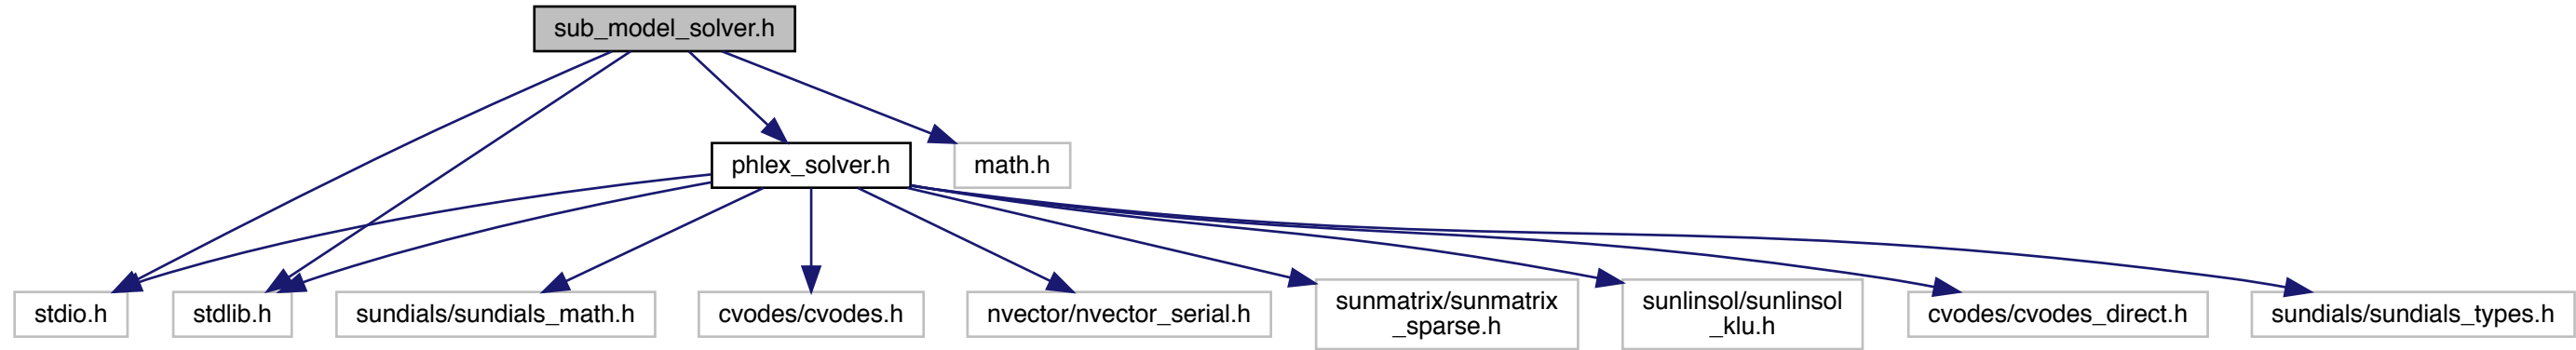 sub_model_solver.h
phlex_solver.h
math.h
stdio.h
stdlib.h
sundials/sundials_math.h
cvodes/cvodes.h
nvector/nvector_serial.h
sunmatrix/sunmatrix
_sparse.h
sunlinsol/sunlinsol
_klu.h
cvodes/cvodes_direct.h
sundials/sundials_types.h